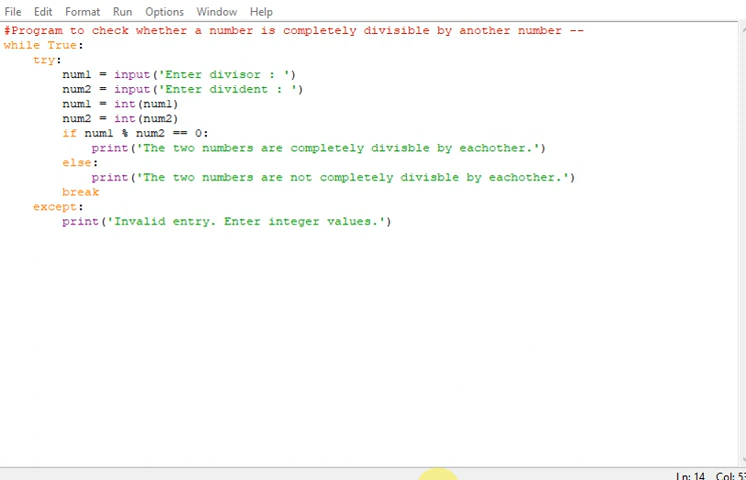 File Edit Format Run Options Window Help
#Program to check whether a number is completely divisible by another number --
while True:
    try:
        num1 = input('Enter divisor : ')
        num2 = input('Enter divident : ')
        num1 = int(num1)
        num2 = int(num2)
        if num1 % num2 == 0:
            print('The two numbers are completely divisble by eachother.')
        else:
            print('The two numbers are not completely divisble by eachother.')
        break
    except:
        print('Invalid entry. Enter integer values.')
Ln: 14 Col: 53